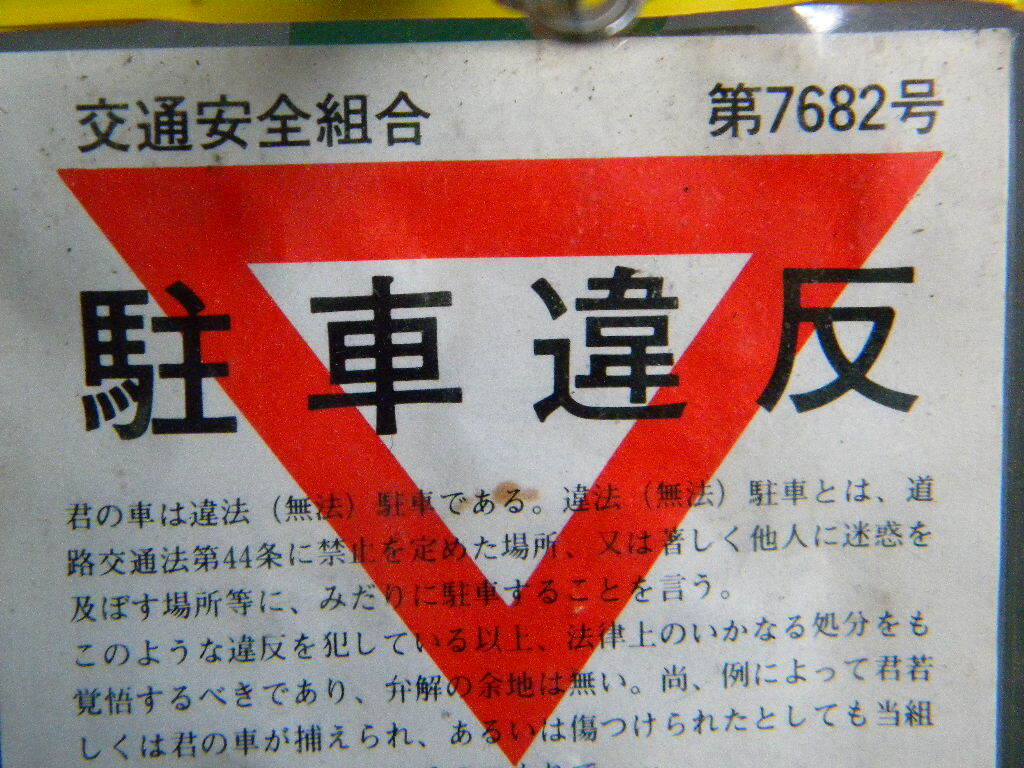 交通安全組合
第7682号
駐車違反
君の車は違法（無法）駐車である。違法（無法）駐車とは、道
路交通法第44条に禁止を定めた場所、又は著しく他人に迷惑を
及ぼす場所等に、みだりに駐車することを言う。
このような違反を犯している以上、法律上のいかなる処分をも
覚悟するべきであり、弁解の余地は無い。尚、例によって君若
しくは君の車が捕えられ、あるいは傷つけられたとしても当組